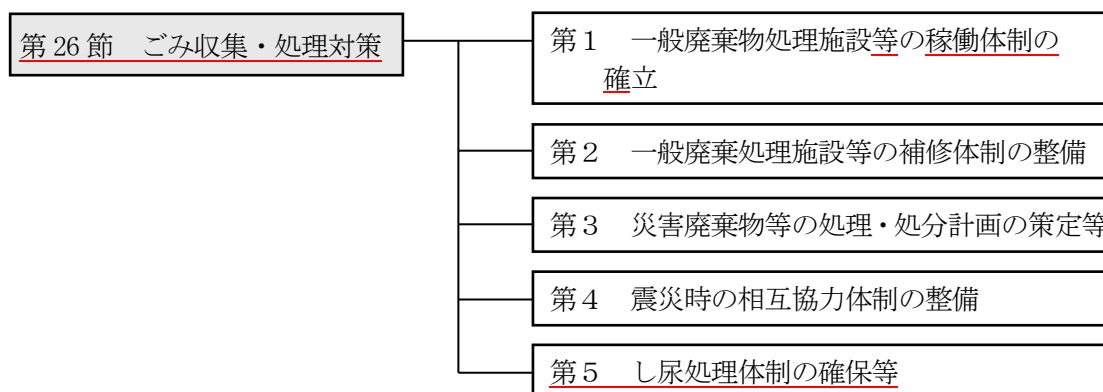 第26節　ごみ収集・処理対策
第１　一般廃棄物処理施設等の稼働体制の
確立
第２　一般廃棄処理施設等の補修体制の整備
第３　災害廃棄物等の処理・処分計画の策定等
第４　震災時の相互協力体制の整備
第５　し尿処理体制の確保等